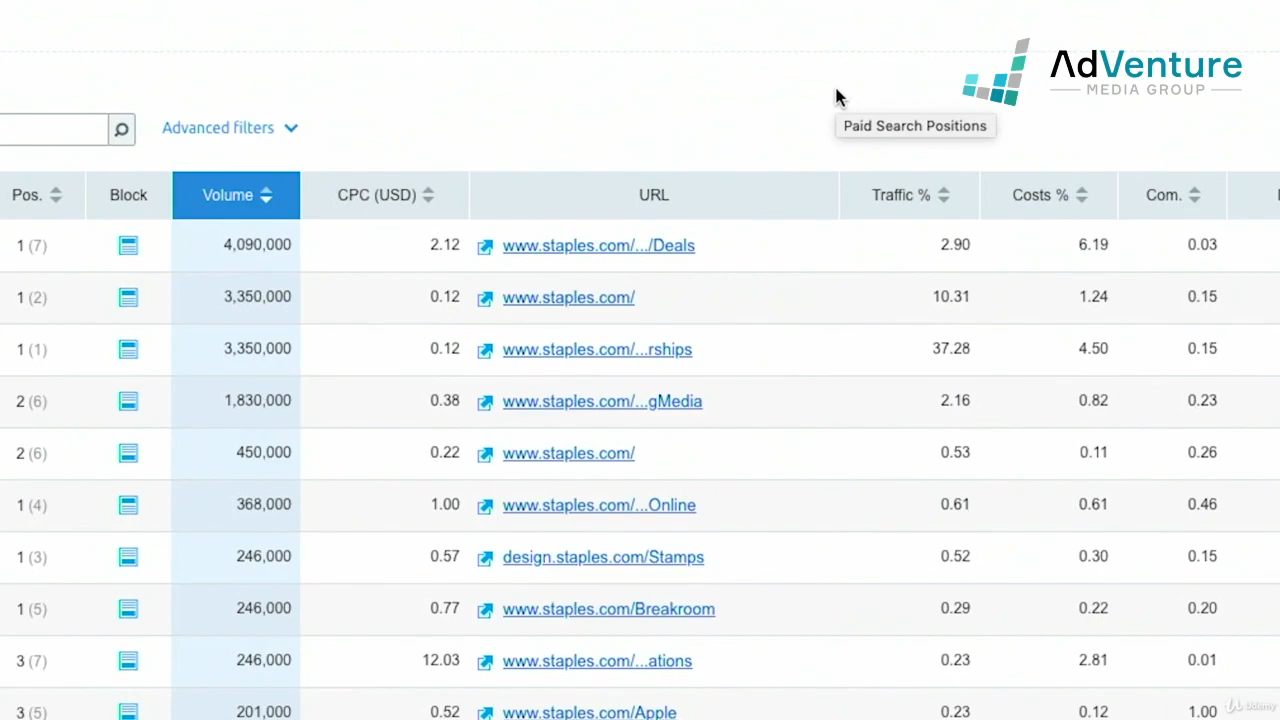 AdVenture
MEDIA GROUP
Advanced filters
Paid Search Positions
Pos. Block Volume CPC (USD) URL Traffic % Costs % Com.
1 (7) 4,090,000 2.12 www.staples.com/.../Deals 2.90 6.19 0.03
1 (2) 3,350,000 0.12 www.staples.com/ 10.31 1.24 0.15
1 (1) 3,350,000 0.12 www.staples.com/...rships 37.28 4.50 0.15
2 (6) 1,830,000 0.38 www.staples.com/...gMedia 2.16 0.82 0.23
2 (6) 450,000 0.22 www.staples.com/ 0.53 0.11 0.26
1 (4) 368,000 1.00 www.staples.com/...Online 0.61 0.61 0.46
1 (3) 246,000 0.57 design.staples.com/Stamps 0.52 0.30 0.15
1 (5) 246,000 0.77 www.staples.com/Breakroom 0.29 0.22 0.20
3 (7) 246,000 12.03 www.staples.com/...ations 0.23 2.81 0.01
3 (5) 201,000 0.52 www.staples.com/Apple 0.23 0.12 1.00
Udemy